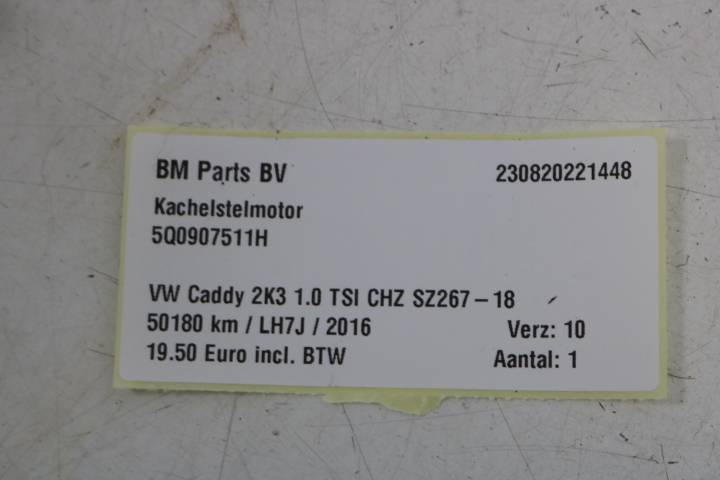 BM Parts BV 230820221448
Kachelstelmotor
5Q0907511H
VW Caddy 2K3 1.0 TSI CHZ SZ267-18
50180 km / LH7J / 2016 Verz: 10
19.50 Euro incl. BTW Aantal: 1